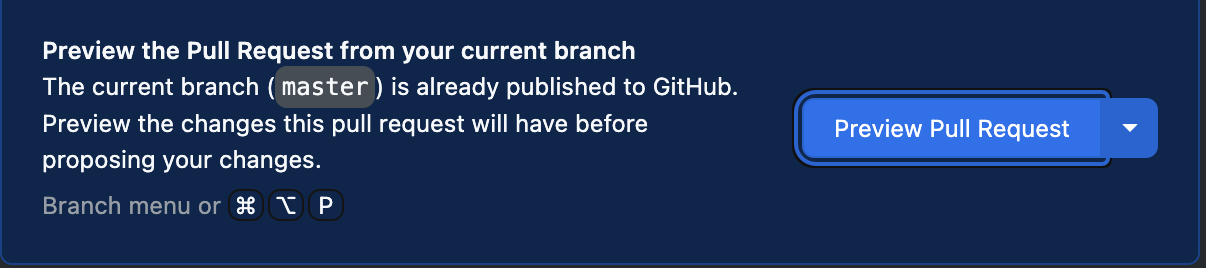 Preview the Pull Request from your current branch
The current branch (master) is already published to GitHub.
Preview the changes this pull request will have before
proposing your changes.
Branch menu or ⌘ ⌥ P
Preview Pull Request